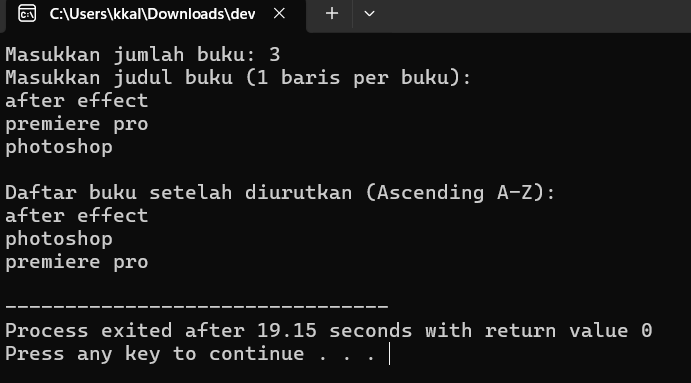 C:\Users\kkal\Downloads\dev
Masukkan jumlah buku: 3
Masukkan judul buku (1 baris per buku):
after effect
premiere pro
photoshop
Daftar buku setelah diurutkan (Ascending A-Z):
after effect
photoshop
premiere pro
--------------------------------
Process exited after 19.15 seconds with return value 0
Press any key to continue . . .